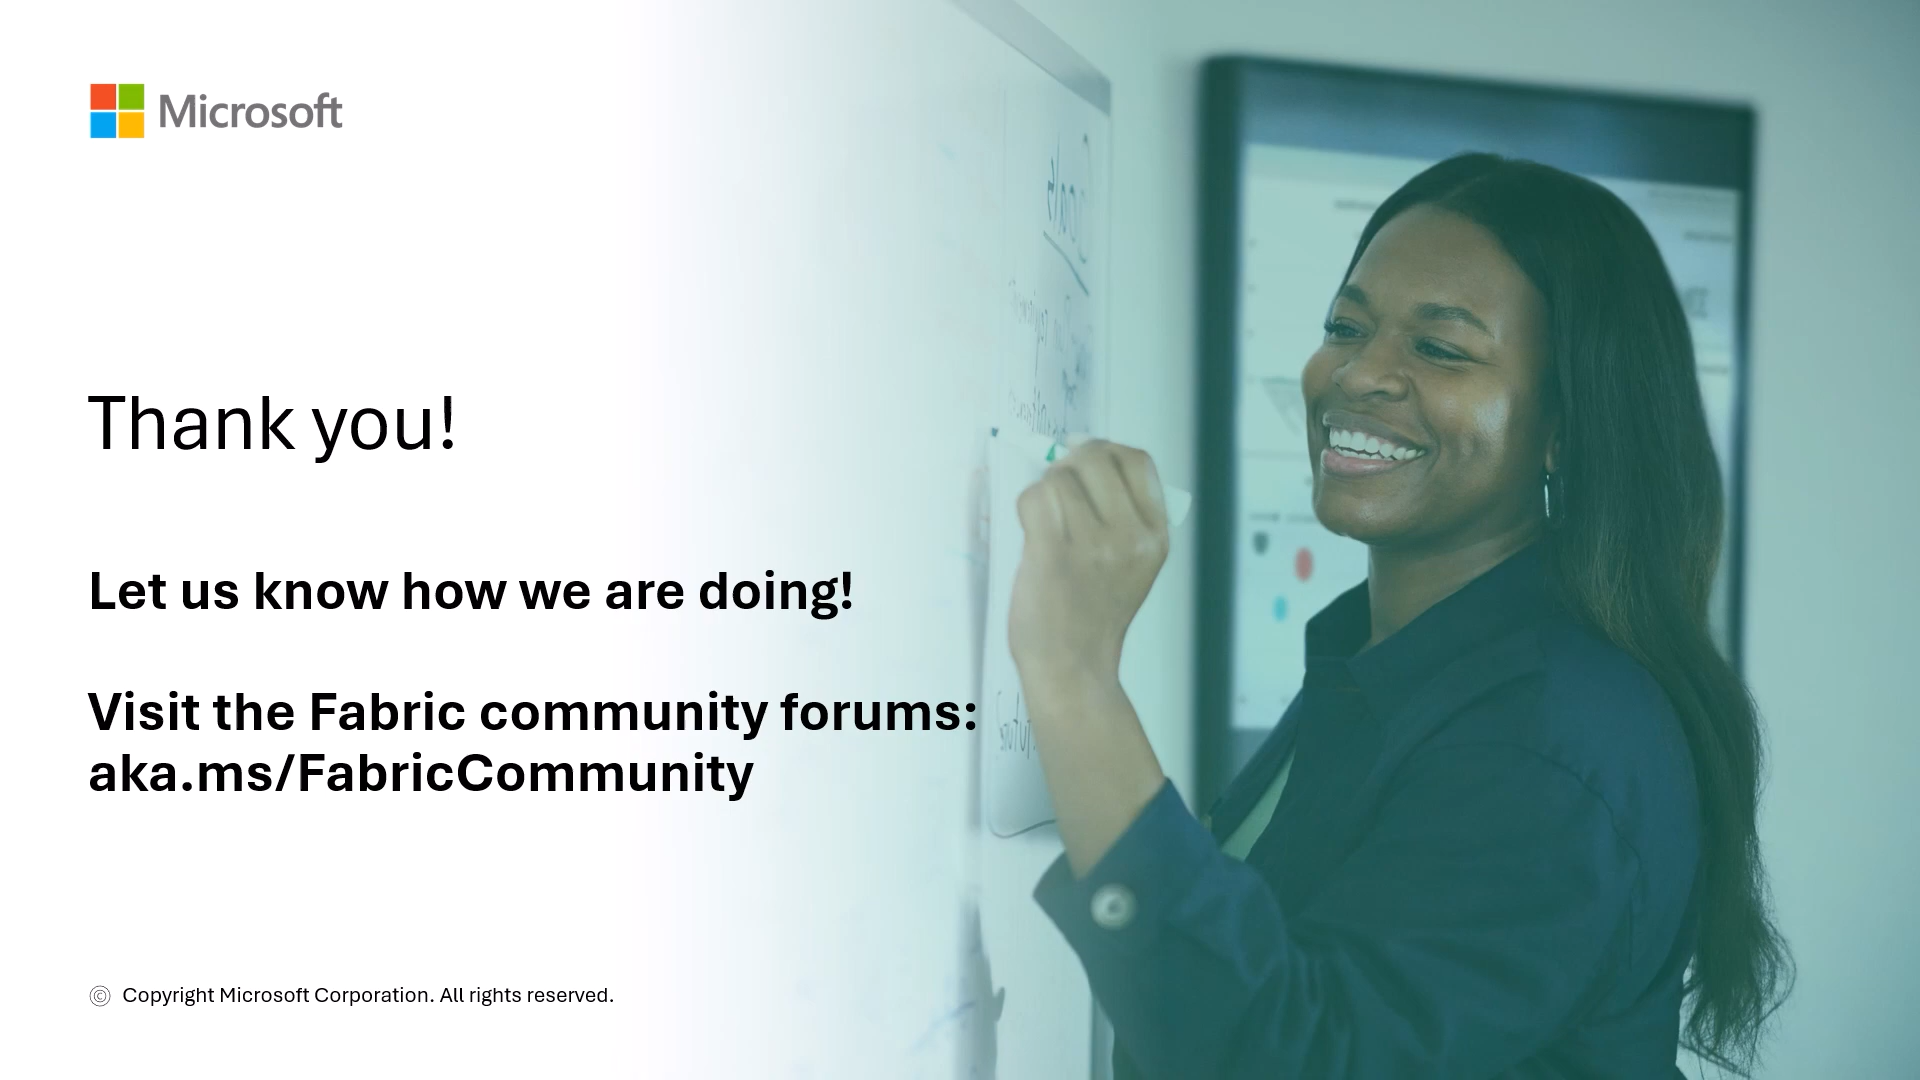 Microsoft
Thank you!
Let us know how we are doing!
Visit the Fabric community forums:
aka.ms/FabricCommunity
© Copyright Microsoft Corporation. All rights reserved.